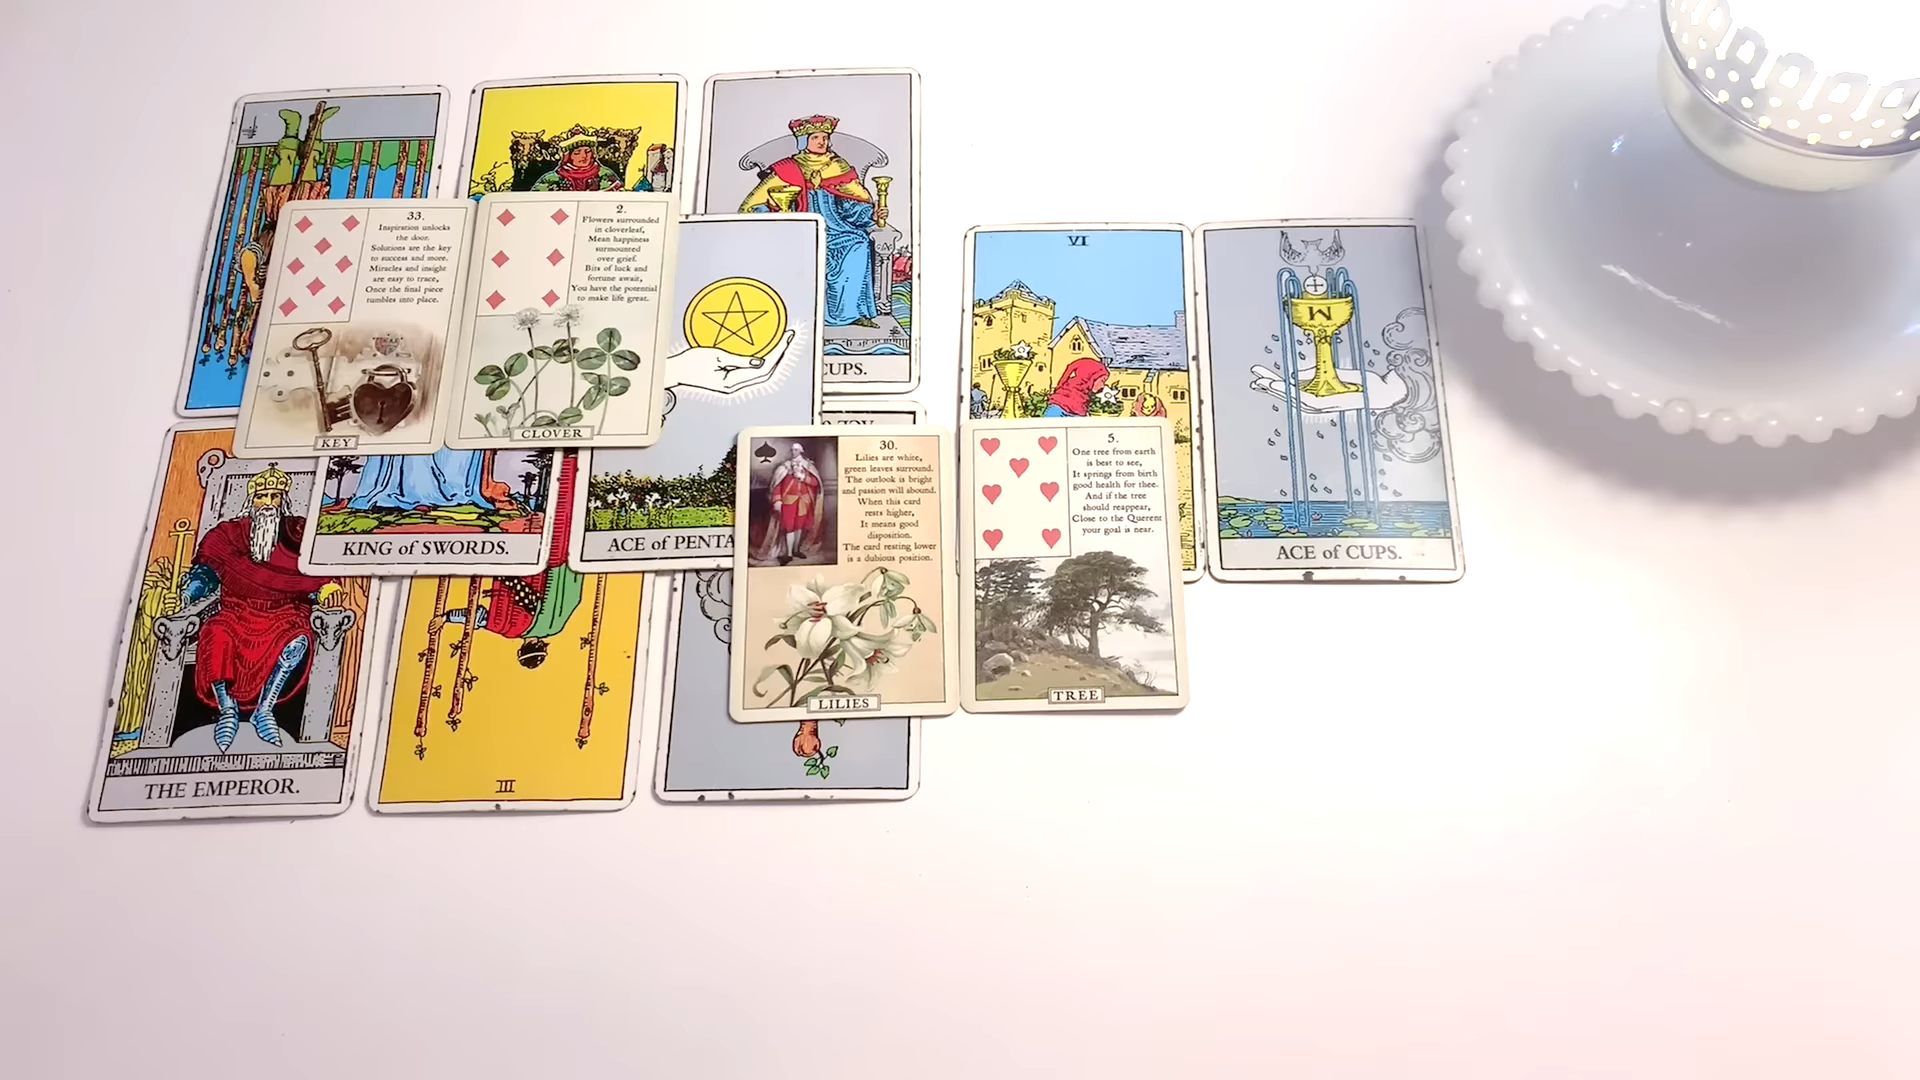 33.
Inspiration unlocks
the door.
Solutions are the key
to success and more.
Miracles and insight
are easy to trace,
Once the final piece
tumbles into place.
KEY
2.
Flowers surrounded
in cloverleaf,
Mean happiness
surmounted
over grief.
Bits of luck and
fortune await,
You have the potential
to make life great.
CLOVER
CUPS.
VI
ACE of CUPS.
KING of SWORDS.
ACE of PENTA
30.
Lilies are white,
green leaves surround.
The outlook is bright
and passion will abound.
When this card
rests higher,
It means good
disposition.
The card resting lower
is a dubious position.
LILIES
5.
One tree from earth
is best to see,
It springs from birth
good health for thee.
And if the tree
should reappear,
Close to the Querent
your goal is near.
TREE
THE EMPEROR.
III